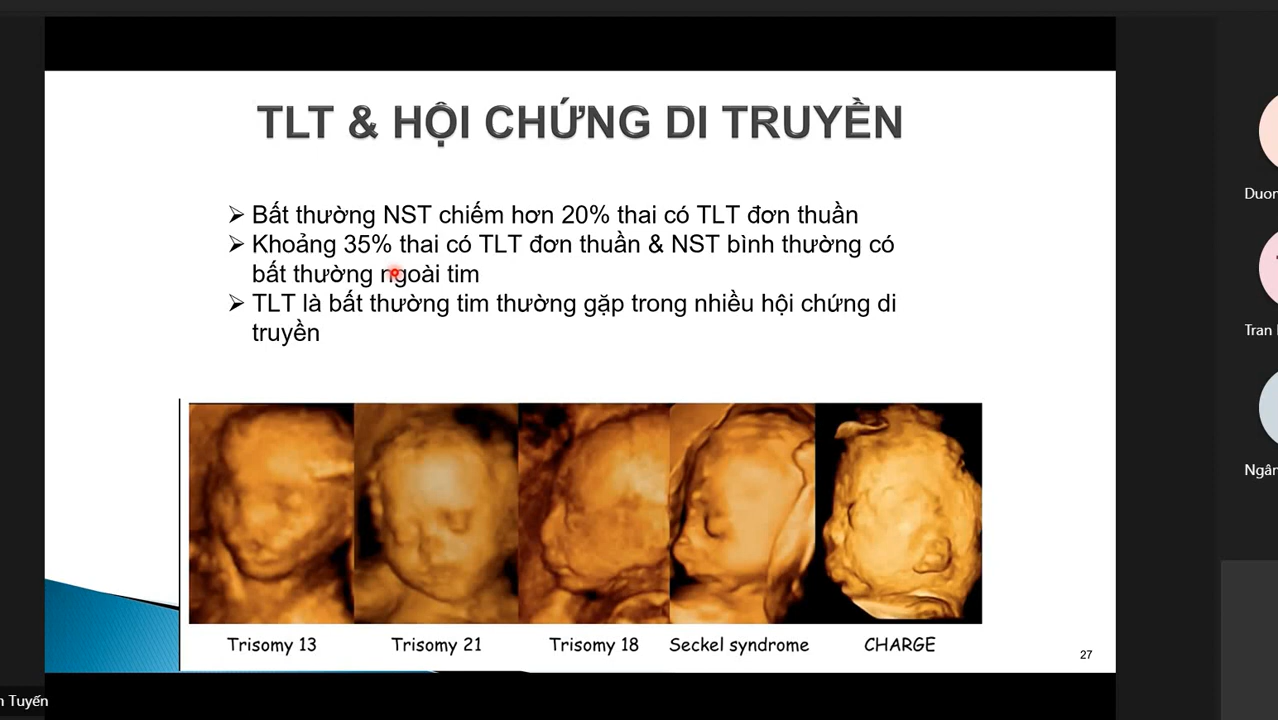 TLT & HỘI CHỨNG DI TRUYỀN
➢ Bất thường NST chiếm hơn 20% thai có TLT đơn thuần
➢ Khoảng 35% thai có TLT đơn thuần & NST bình thường có
bất thường ngoài tim
➢ TLT là bất thường tim thường gặp trong nhiều hội chứng di
truyền
Trisomy 13
Trisomy 21
Trisomy 18
Seckel syndrome
CHARGE
27
Tran
Ngân
Tuyến